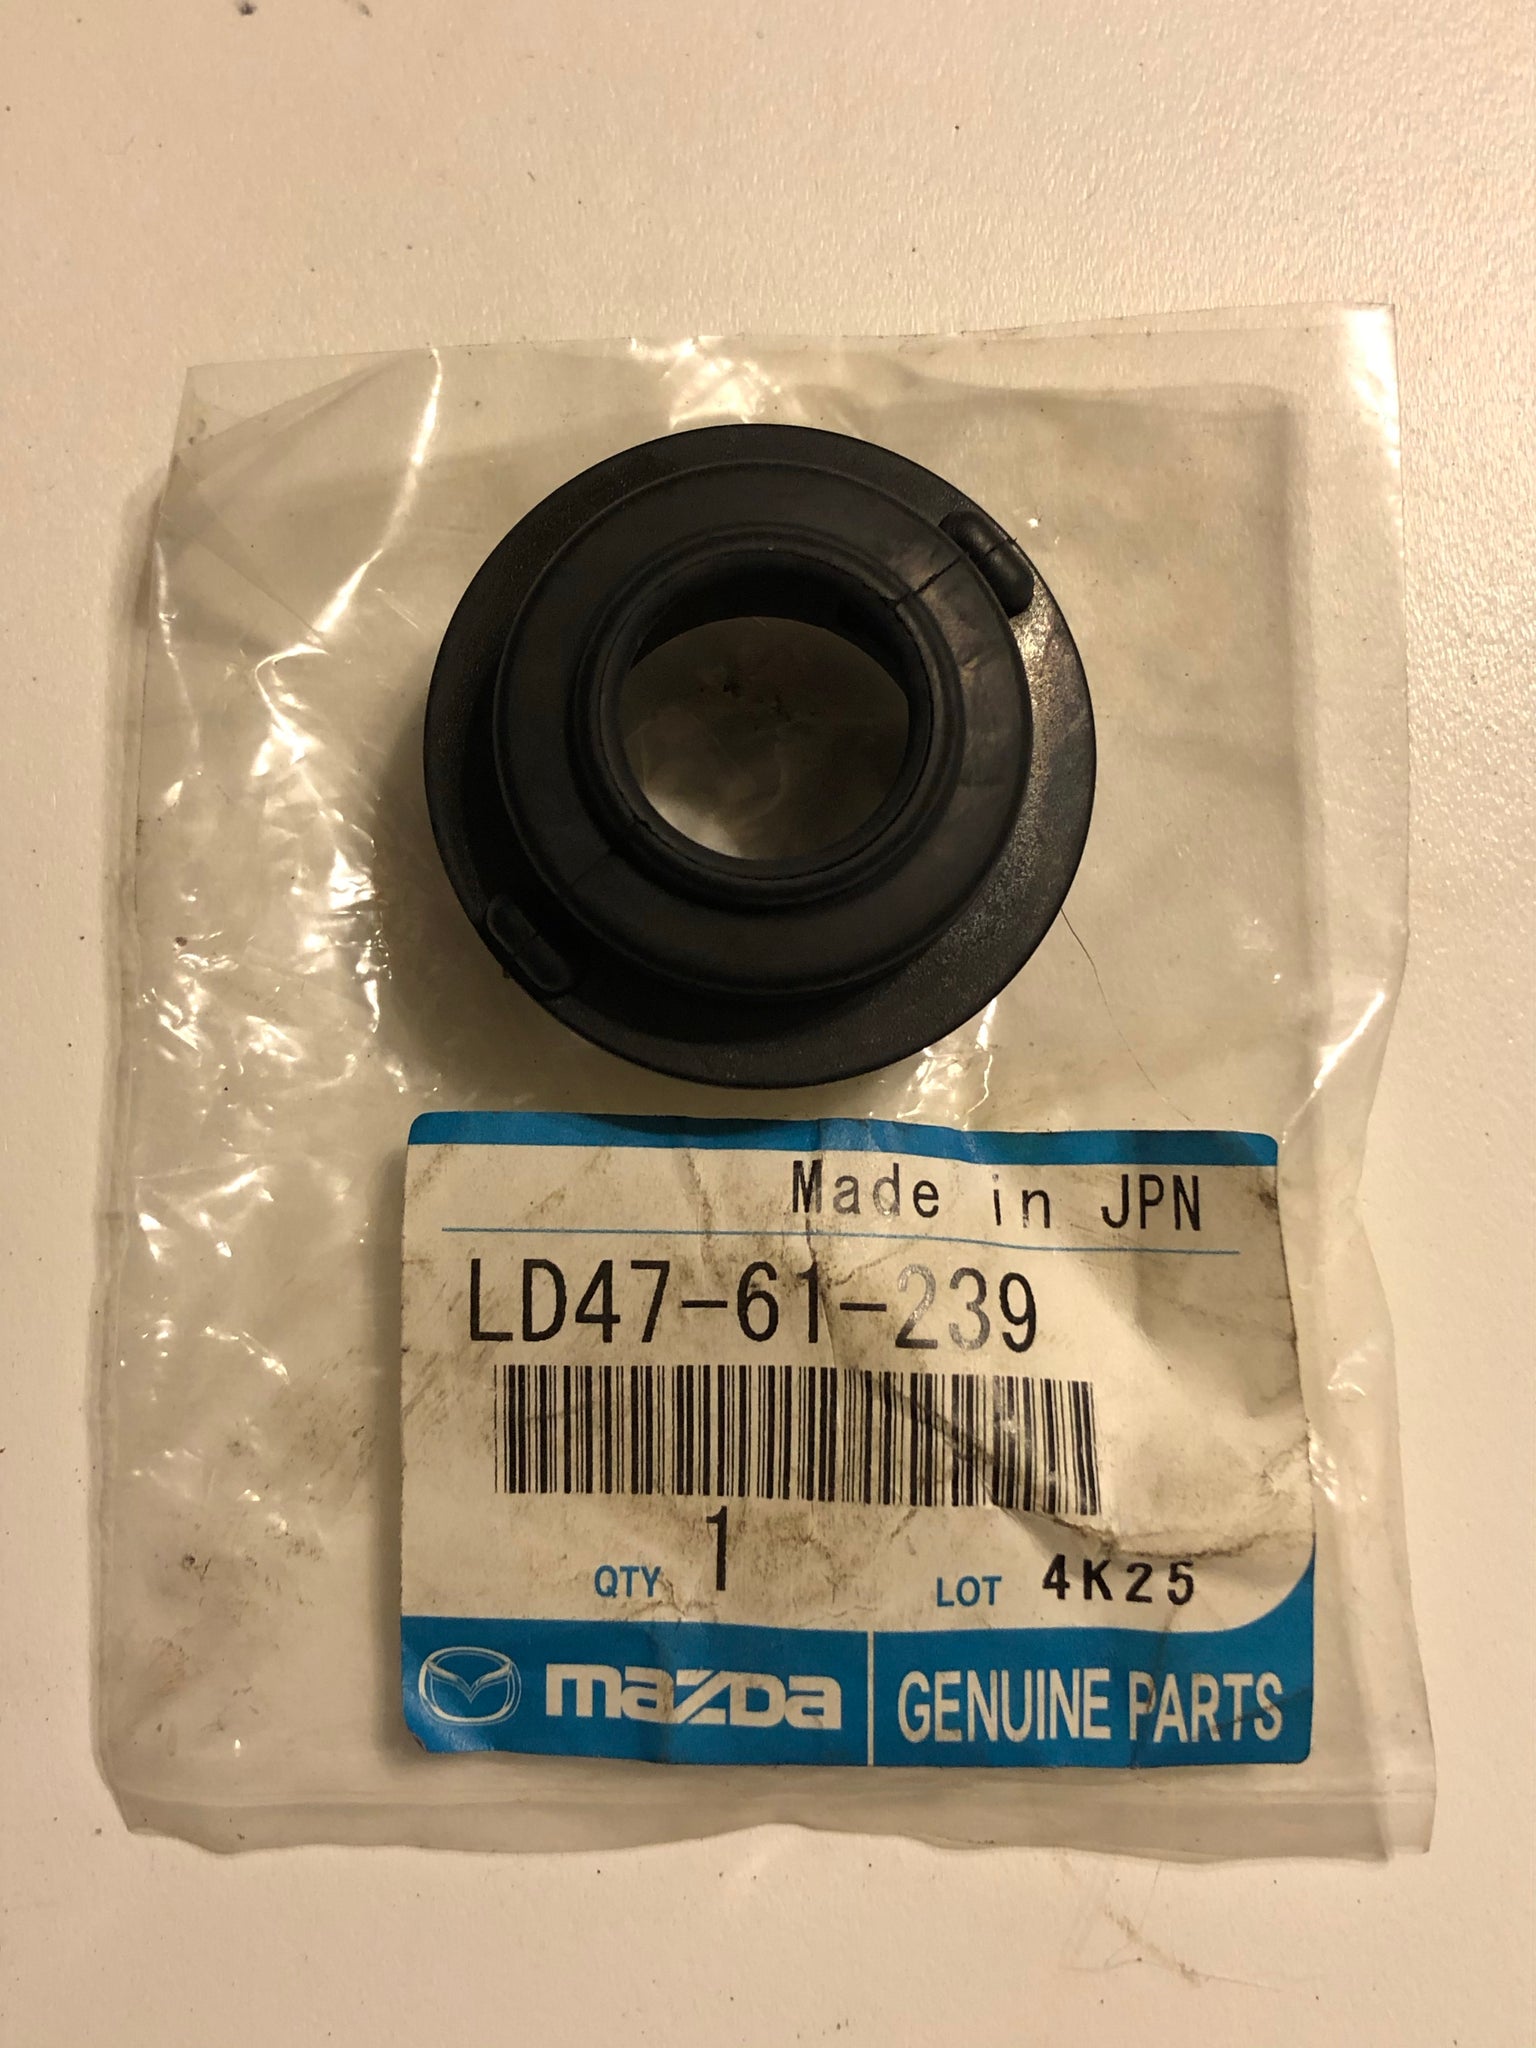 Made in JPN
LD47-61-239
QTY 1 LOT 4K25
mazda GENUINE PARTS